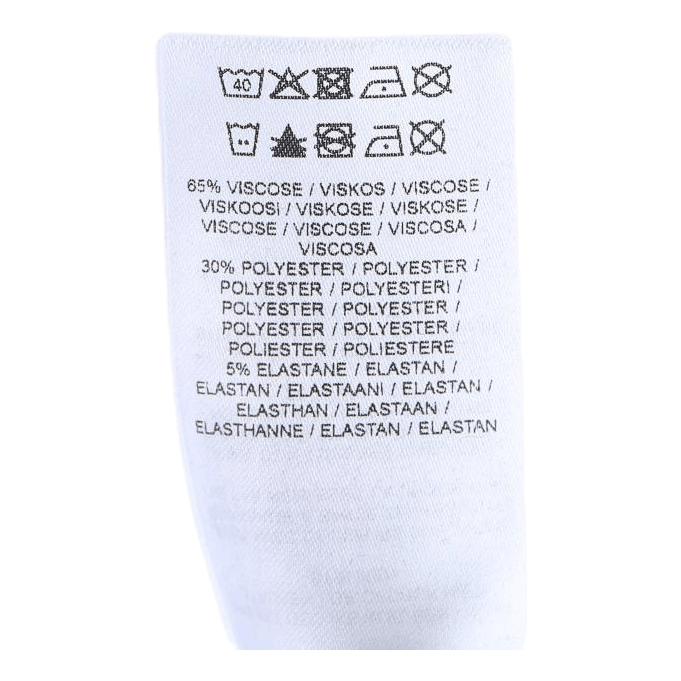 40
65% VISCOSE / VISKOS / VISCOSE /
VISKOOSI / VISKOSE / VISKOSE /
VISCOSE / VISCOSE / VISCOSA /
VISCOSA
30% POLYESTER / POLYESTER /
POLYESTER / POLYESTERI /
POLYESTER / POLYESTER /
POLYESTER / POLYESTER /
POLIESTER / POLIESTERE
5% ELASTANE / ELASTAN /
ELASTAN / ELASTAANI / ELASTAN /
ELASTHAN / ELASTAAN /
ELASTHANNE / ELASTAN / ELASTAN